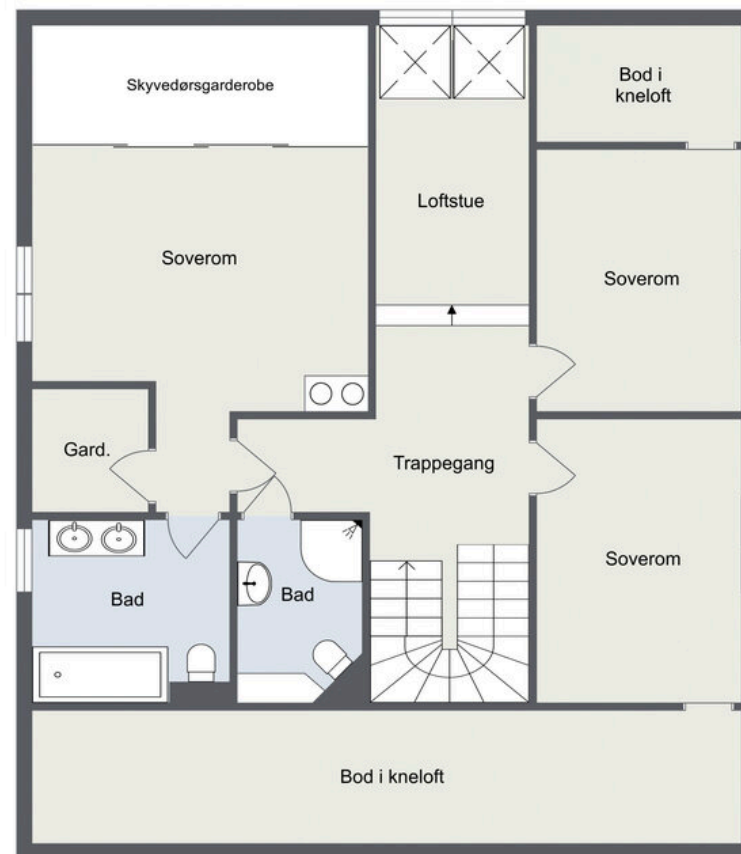 Skyvedørsgarderobe
Bod i
kneloft
Loftstue
Soverom
Soverom
Gard.
Trappegang
Soverom
Bad
Bad
Bod i kneloft